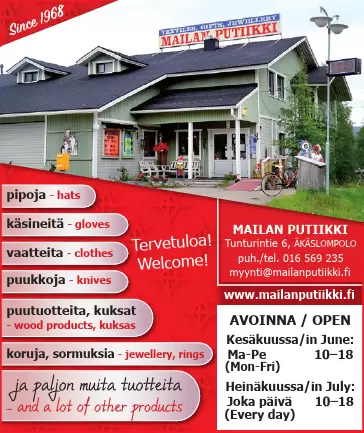 Since 1968
TEXTILES, GIFTS, JEWELLERY
MAILAN PUTIIKKI
pipoja - hats
käsineitä - gloves
vaatteita - clothes
puukkoja - knives
puutuotteita, kuksat
- wood products, kuksas
koruja, sormuksia - jewellery, rings
ja paljon muita tuotteita
- and a lot of other products
Tervetuloa!
Welcome!
MAILAN PUTIIKKI
Tunturintie 6, ÄKÄSLOMPOLO
puh./tel. 016 569 235
myynti@mailanputiikki.fi
www.mailanputiikki.fi
AVOINNA / OPEN
Kesäkuussa/in June:
Ma-Pe 10–18
(Mon-Fri)
Heinäkuussa/in July:
Joka päivä 10–18
(Every day)